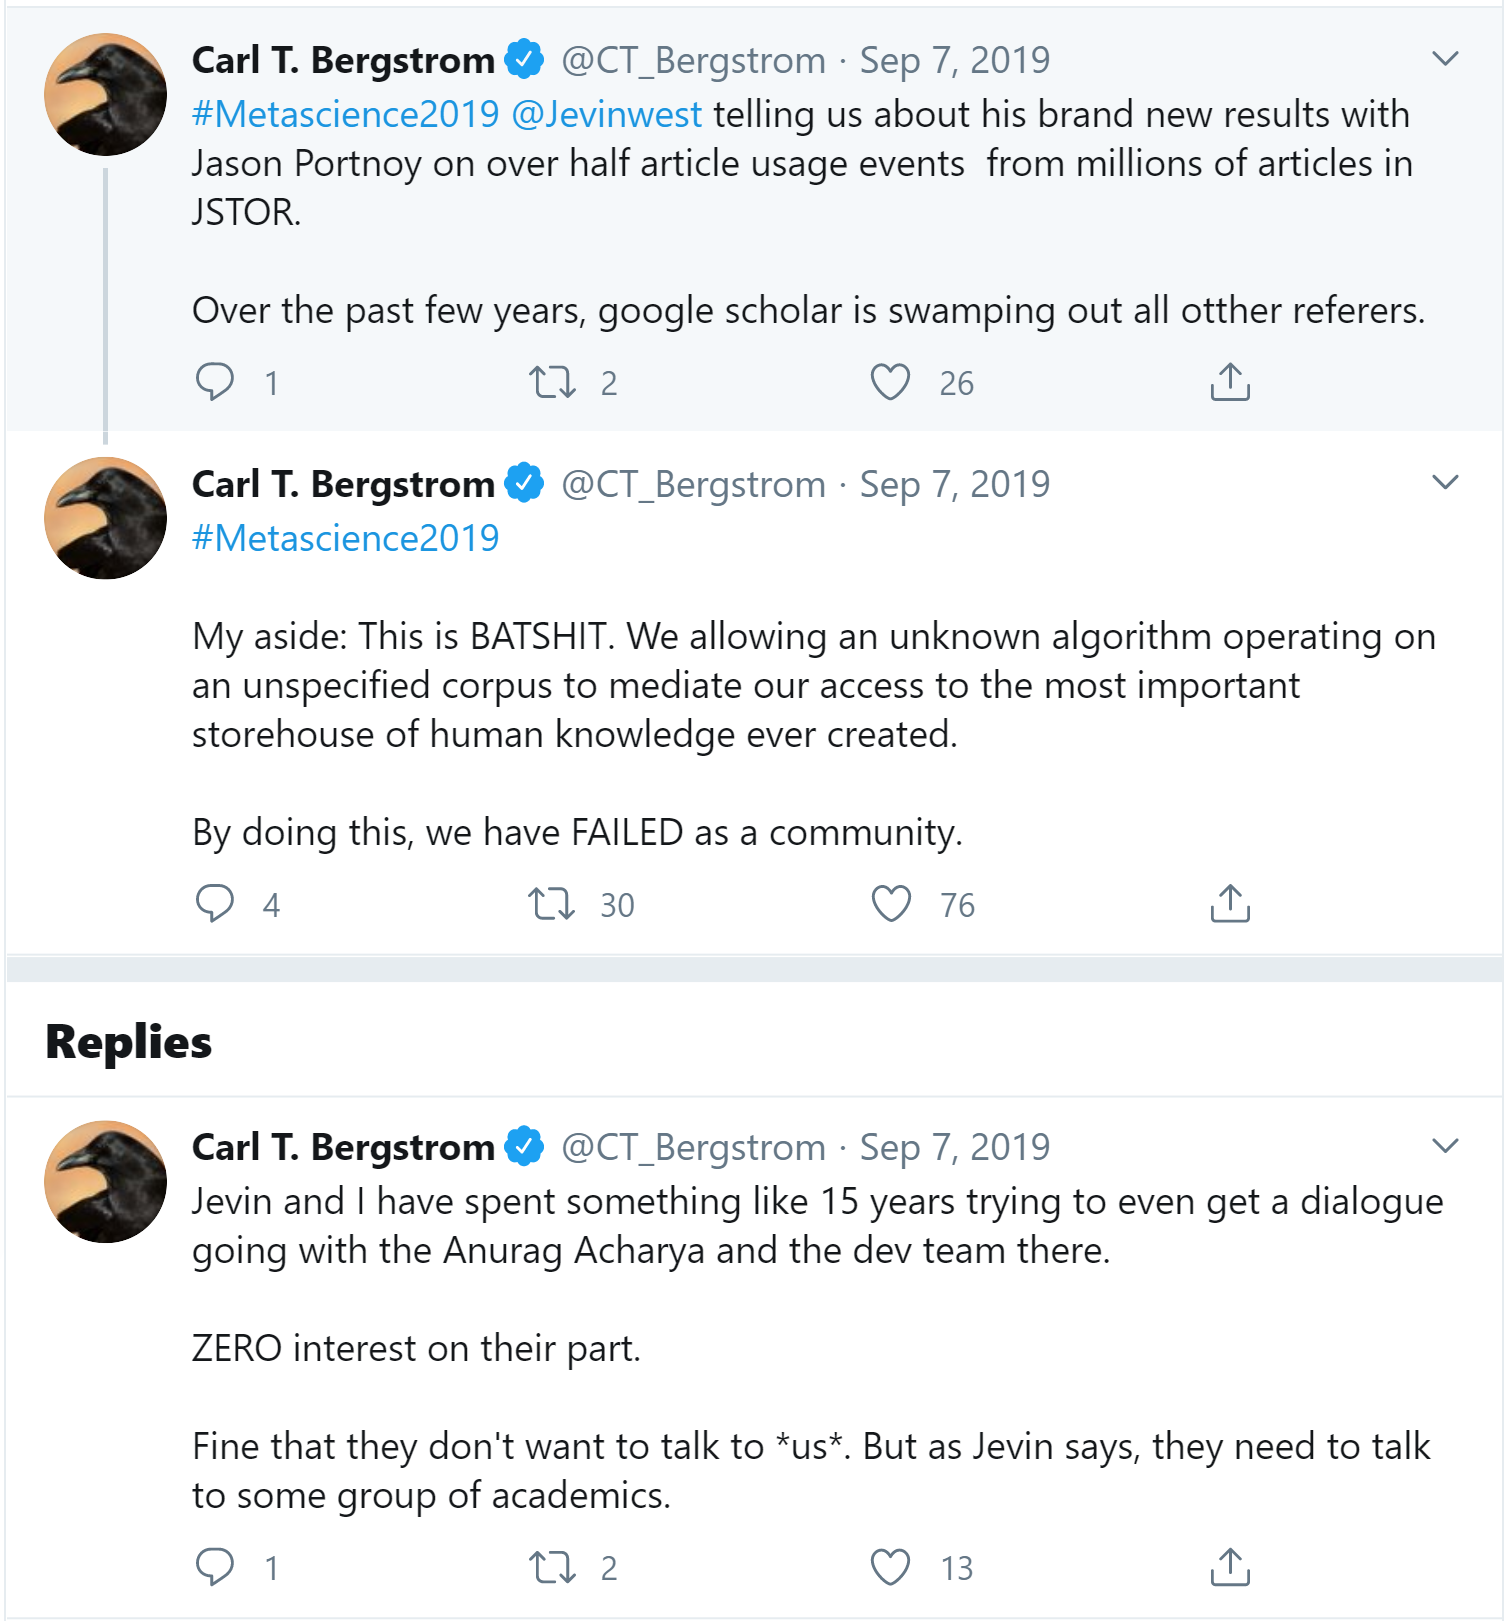 Carl T. Bergstrom @CT_Bergstrom · Sep 7, 2019
#Metascience2019 @Jevinwest telling us about his brand new results with
Jason Portnoy on over half article usage events  from millions of articles in
JSTOR.
Over the past few years, google scholar is swamping out all otther referers.
1 2 26
Carl T. Bergstrom @CT_Bergstrom · Sep 7, 2019
#Metascience2019
My aside: This is BATSHIT. We allowing an unknown algorithm operating on
an unspecified corpus to mediate our access to the most important
storehouse of human knowledge ever created.
By doing this, we have FAILED as a community.
4 30 76
Replies
Carl T. Bergstrom @CT_Bergstrom · Sep 7, 2019
Jevin and I have spent something like 15 years trying to even get a dialogue
going with the Anurag Acharya and the dev team there.
ZERO interest on their part.
Fine that they don't want to talk to *us*. But as Jevin says, they need to talk
to some group of academics.
1 2 13